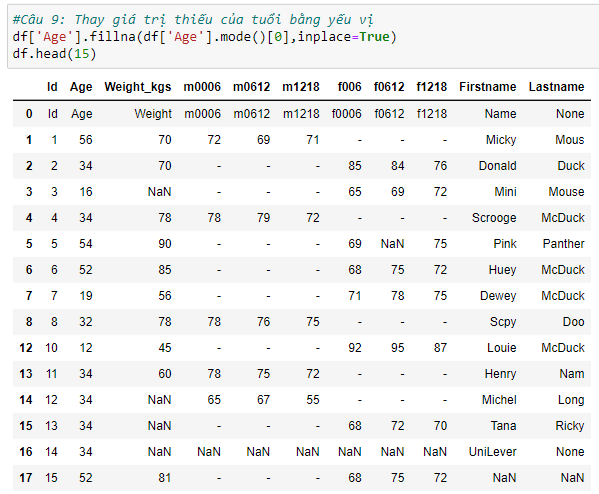 #Câu 9: Thay giá trị thiếu của tuổi bằng yếu vị
df['Age'].fillna(df['Age'].mode()[0],inplace=True)
df.head(15)
Id Age Weight_kgs m0006 m0612 m1218 f006 f0612 f1218 Firstname Lastname
0 Id Age Weight m0006 m0612 m1218 f0006 f0612 f1218 Name None
1 1 56 70 72 69 71 - - - Micky Mous
2 2 34 70 - - - 85 84 76 Donald Duck
3 3 16 NaN - - - 65 69 72 Mini Mouse
4 4 34 78 78 79 72 - - - Scrooge McDuck
5 5 54 90 - - - 69 NaN 75 Pink Panther
6 6 52 85 - - - 68 75 72 Huey McDuck
7 7 19 56 - - - 71 78 75 Dewey McDuck
8 8 32 78 78 76 75 - - - Scpy Doo
12 10 12 45 - - - 92 95 87 Louie McDuck
13 11 34 60 78 75 72 - - - Henry Nam
14 12 34 NaN 65 67 55 - - - Michel Long
15 13 34 NaN - - - 68 72 70 Tana Ricky
16 14 34 NaN NaN NaN NaN NaN NaN NaN UniLever None
17 15 52 81 - - - 68 75 72 NaN NaN